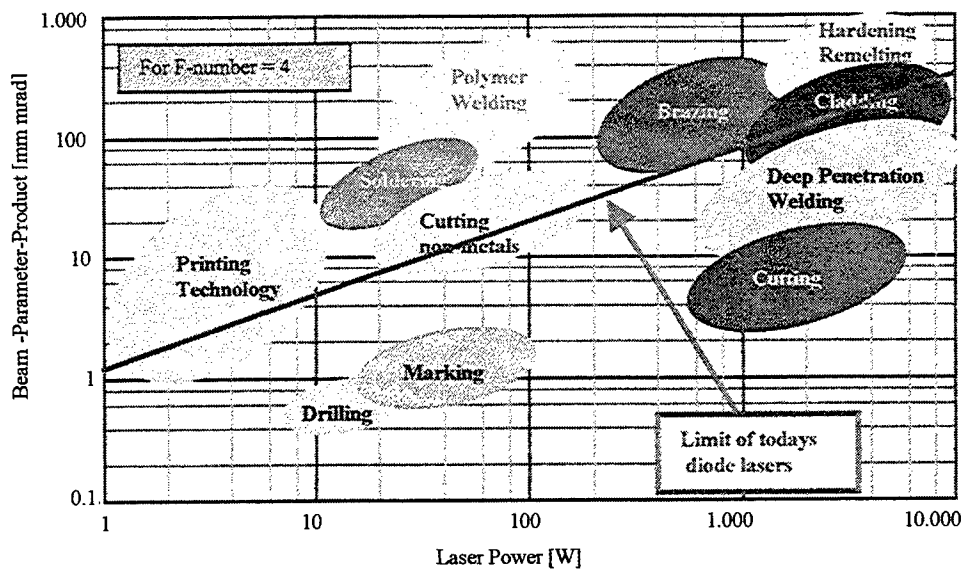 Beam -Parameter-Product [mm mrad]
1.000
100
10
1
0.1
For F-number = 4
Polymer
Welding
Hardening
Remelting
Brazing
Cladding
Soldering
Deep Penetration
Welding
Cutting
non-metals
Printing
Technology
Cutting
Marking
Drilling
Limit of todays
diode lasers
1
10
100
1.000
10.000
Laser Power [W]